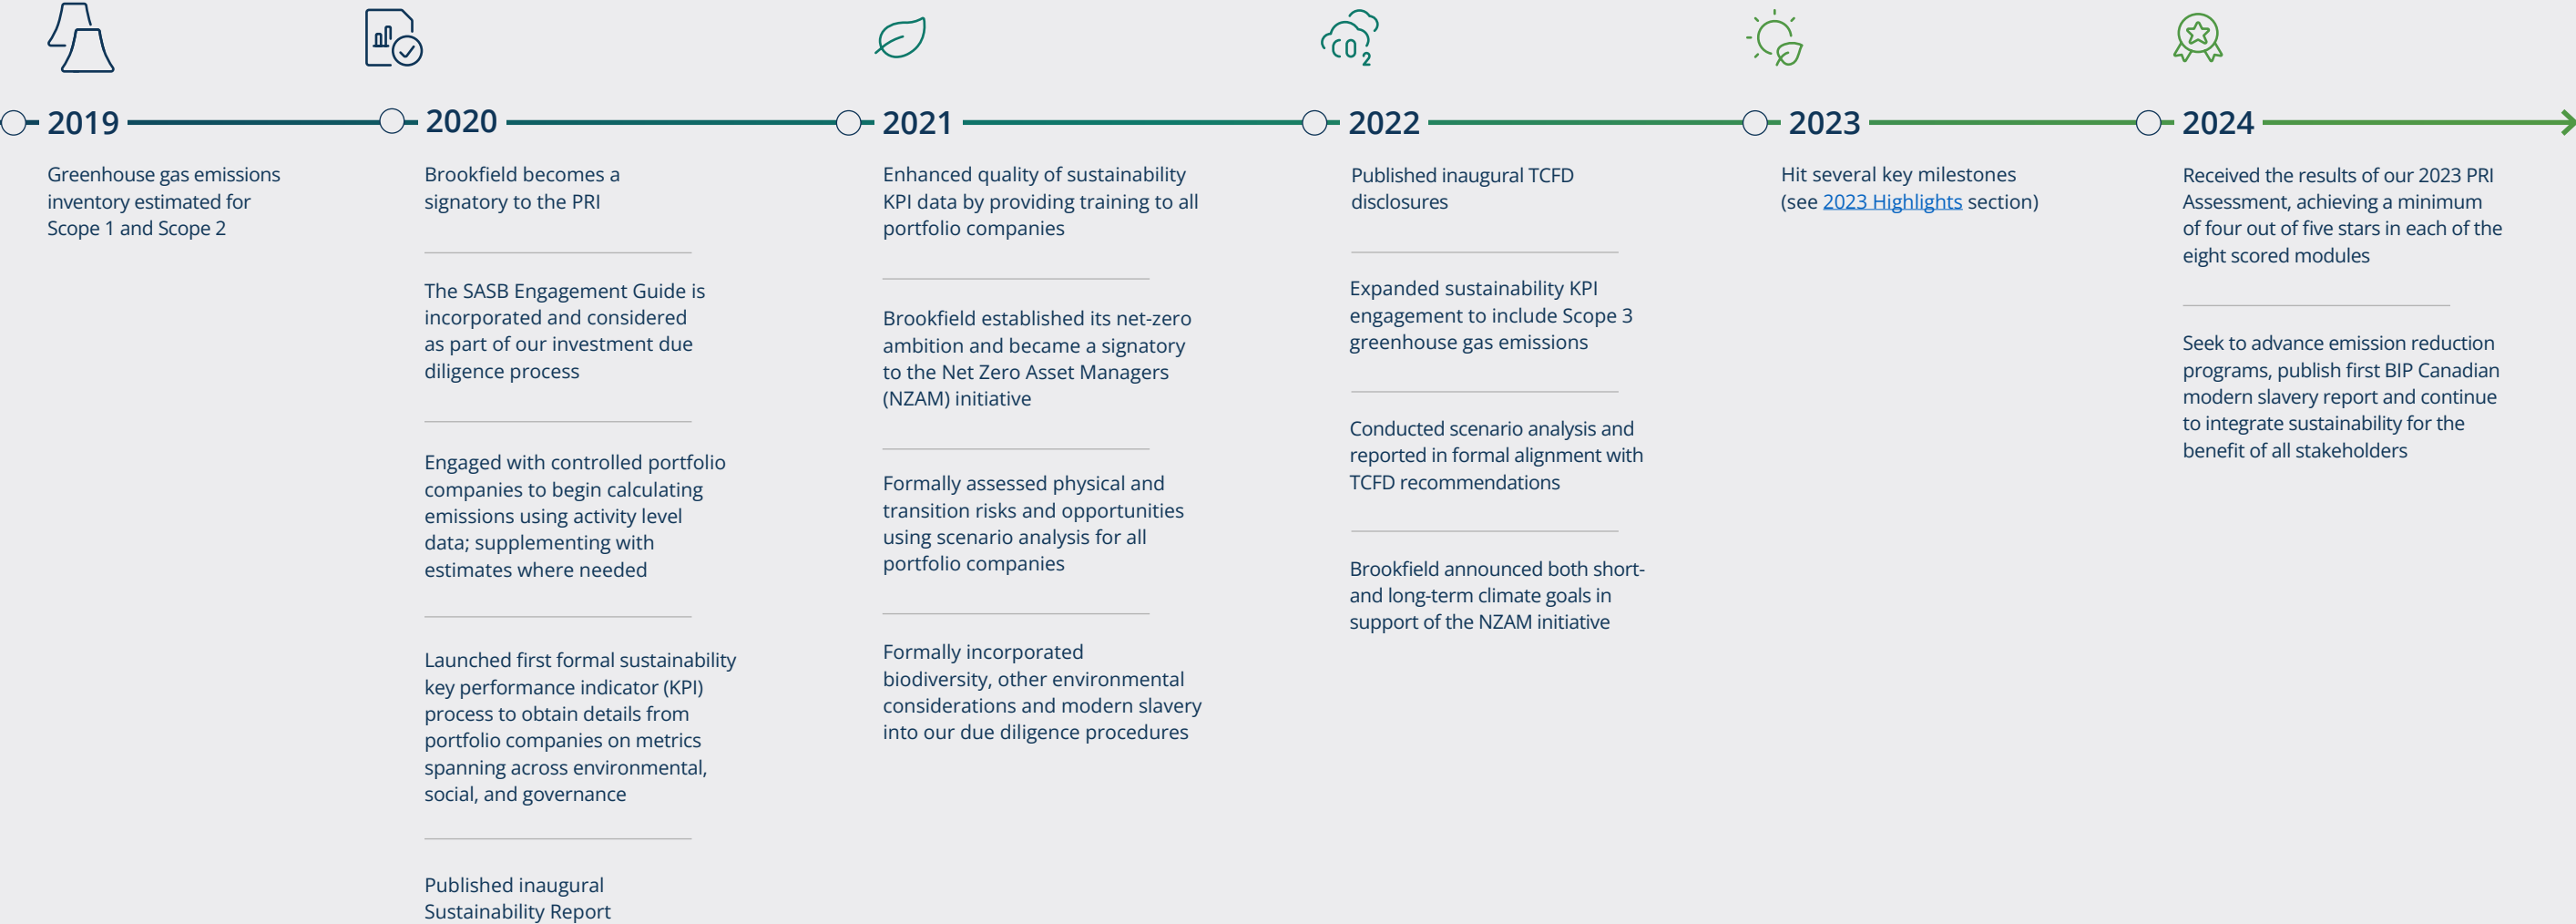 CO2
2019
Greenhouse gas emissions
inventory estimated for
Scope 1 and Scope 2
2020
Brookfield becomes a
signatory to the PRI
The SASB Engagement Guide is
incorporated and considered
as part of our investment due
diligence process
Engaged with controlled portfolio
companies to begin calculating
emissions using activity level
data; supplementing with
estimates where needed
Launched first formal sustainability
key performance indicator (KPI)
process to obtain details from
portfolio companies on metrics
spanning across environmental,
social, and governance
Published inaugural
Sustainability Report
2021
Enhanced quality of sustainability
KPI data by providing training to all
portfolio companies
Brookfield established its net-zero
ambition and became a signatory
to the Net Zero Asset Managers
(NZAM) initiative
Formally assessed physical and
transition risks and opportunities
using scenario analysis for all
portfolio companies
Formally incorporated
biodiversity, other environmental
considerations and modern slavery
into our due diligence procedures
2022
Published inaugural TCFD
disclosures
Expanded sustainability KPI
engagement to include Scope 3
greenhouse gas emissions
Conducted scenario analysis and
reported in formal alignment with
TCFD recommendations
Brookfield announced both short-
and long-term climate goals in
support of the NZAM initiative
2023
Hit several key milestones
(see 2023 Highlights section)
2024
Received the results of our 2023 PRI
Assessment, achieving a minimum
of four out of five stars in each of the
eight scored modules
Seek to advance emission reduction
programs, publish first BIP Canadian
modern slavery report and continue
to integrate sustainability for the
benefit of all stakeholders